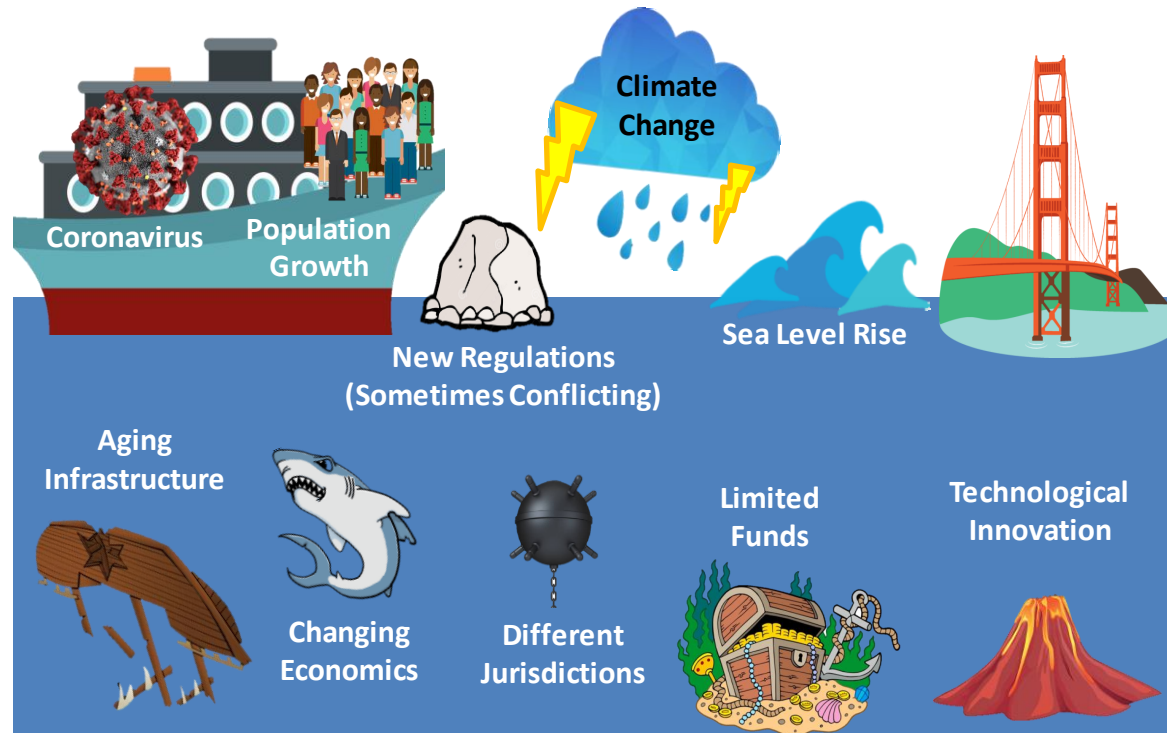 Climate
Change
Coronavirus
Population
Growth
Sea Level Rise
New Regulations
(Sometimes Conflicting)
Aging
Infrastructure
Changing
Economics
Different
Jurisdictions
Limited
Funds
Technological
Innovation